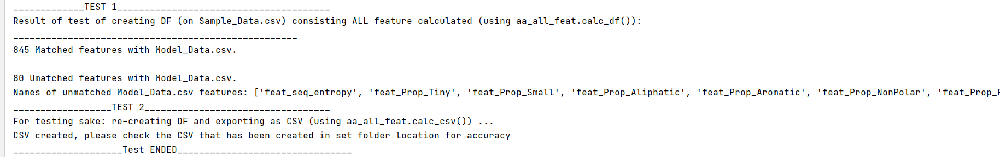 _____________TEST 1_______________________________________
Result of test of creating DF (on Sample_Data.csv) consisting ALL feature calculated (using aa_all_feat.calc_df()):
____________________________________________________
845 Matched features with Model_Data.csv.
80 Umatched features with Model_Data.csv.
Names of unmatched Model_Data.csv features: ['feat_seq_entropy', 'feat_Prop_Tiny', 'feat_Prop_Small', 'feat_Prop_Aliphatic', 'feat_Prop_Aromatic', 'feat_Prop_NonPolar', 'feat_Prop_
__________________TEST 2__________________________________
For testing sake: re-creating DF and exporting as CSV (using aa_all_feat.calc_csv()) ...
CSV created, please check the CSV that has been created in set folder location for accuracy
____________________Test ENDED________________________________